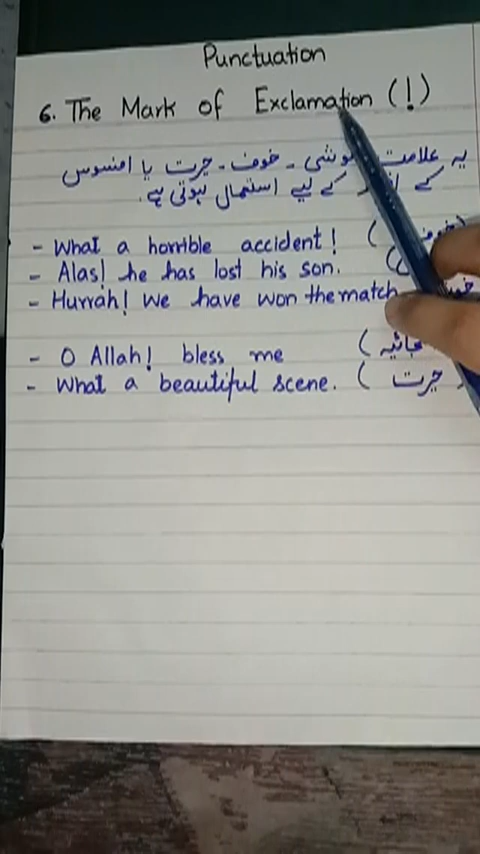 Punctuation
6. The Mark of Exclamation (!)
یہ علامت خوشی - خوف - حیرت یا افسوس
کے کے لیے استعمال ہوتی ہے.
- What a horrible accident! (خوف)
- Alas! he has lost his son. (
- Hurrah! we have won the match
- O Allah! bless me (
- What a beautiful scene. (حیرت)